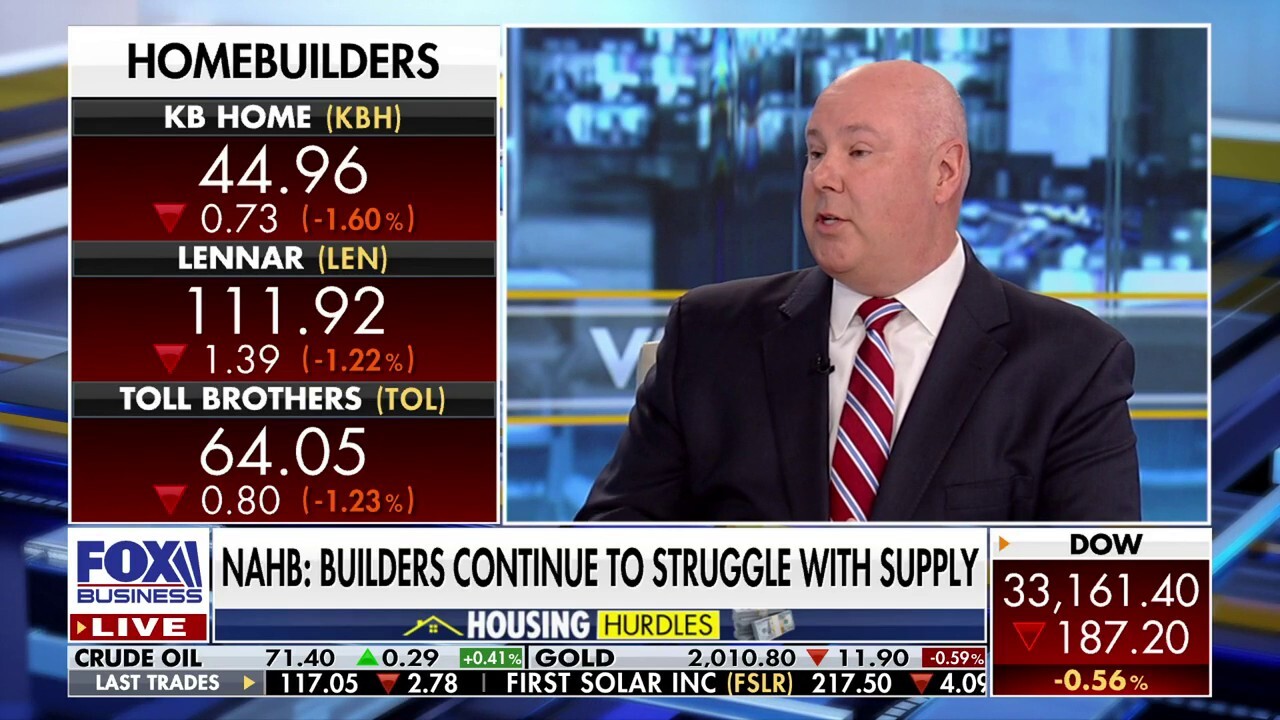 HOMEBUILDERS
KB HOME (KBH)
44.96
▼ 0.73 (-1.60%)
LENNAR (LEN)
111.92
▼ 1.39 (-1.22%)
TOLL BROTHERS (TOL)
64.05
▼ 0.80 (-1.23%)
FOX
BUSINESS
LIVE
NAHB: BUILDERS CONTINUE TO STRUGGLE WITH SUPPLY
HOUSING HURDLES
DOW
33,161.40
▼ 187.20
-0.56%
CRUDE OIL 71.40 ▲ 0.29 +0.41% GOLD 2,010.80 ▼ 11.90 -0.59%
LAST TRADES 117.05 ▼ 2.78 | FIRST SOLAR INC (FSLR) 217.50 ▼ 4.09